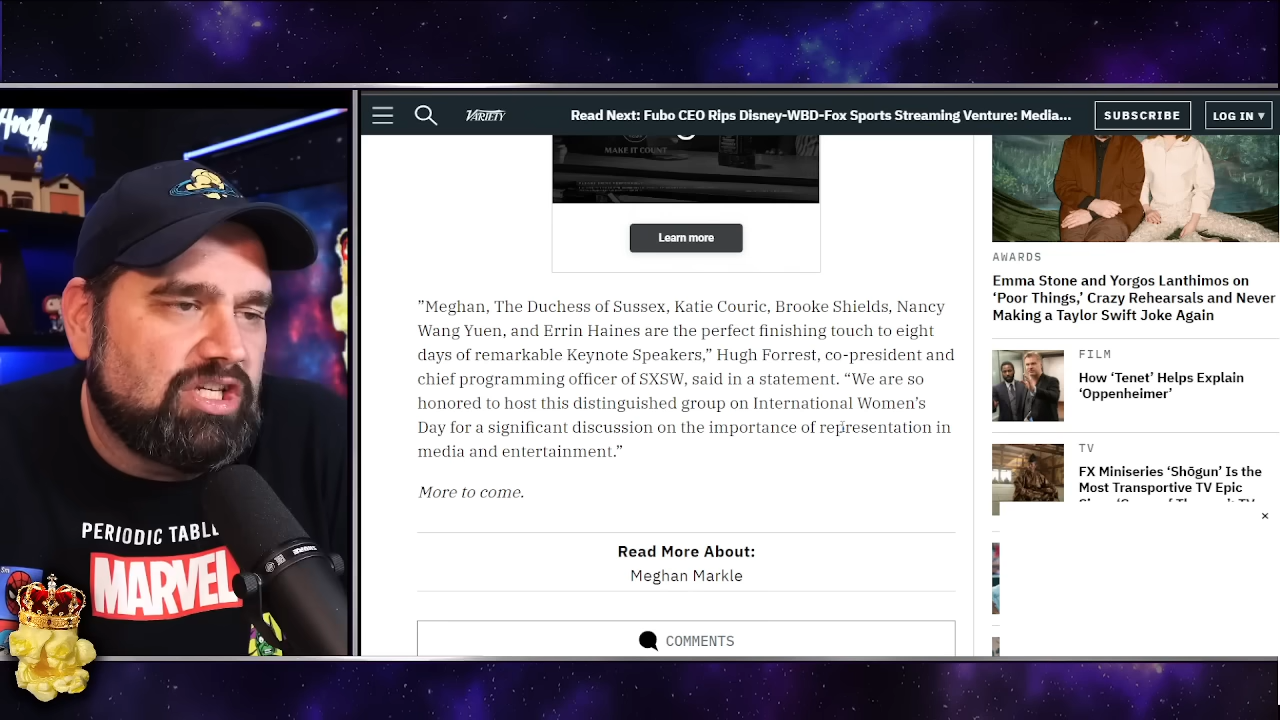 Andy!
PERIODIC TABL
MARVEL
VARIETY
Read Next: Fubo CEO Rips Disney-WBD-Fox Sports Streaming Venture: Media...
SUBSCRIBE
LOG IN ▾
MAKE IT COUNT
Learn more
”Meghan, The Duchess of Sussex, Katie Couric, Brooke Shields, Nancy
Wang Yuen, and Errin Haines are the perfect finishing touch to eight
days of remarkable Keynote Speakers,” Hugh Forrest, co-president and
chief programming officer of SXSW, said in a statement. “We are so
honored to host this distinguished group on International Women’s
Day for a significant discussion on the importance of representation in
media and entertainment.”
More to come.
Read More About:
Meghan Markle
COMMENTS
AWARDS
Emma Stone and Yorgos Lanthimos on
‘Poor Things,’ Crazy Rehearsals and Never
Making a Taylor Swift Joke Again
FILM
How ‘Tenet’ Helps Explain
‘Oppenheimer’
TV
FX Miniseries ‘Shōgun’ Is the
Most Transportive TV Epic
×